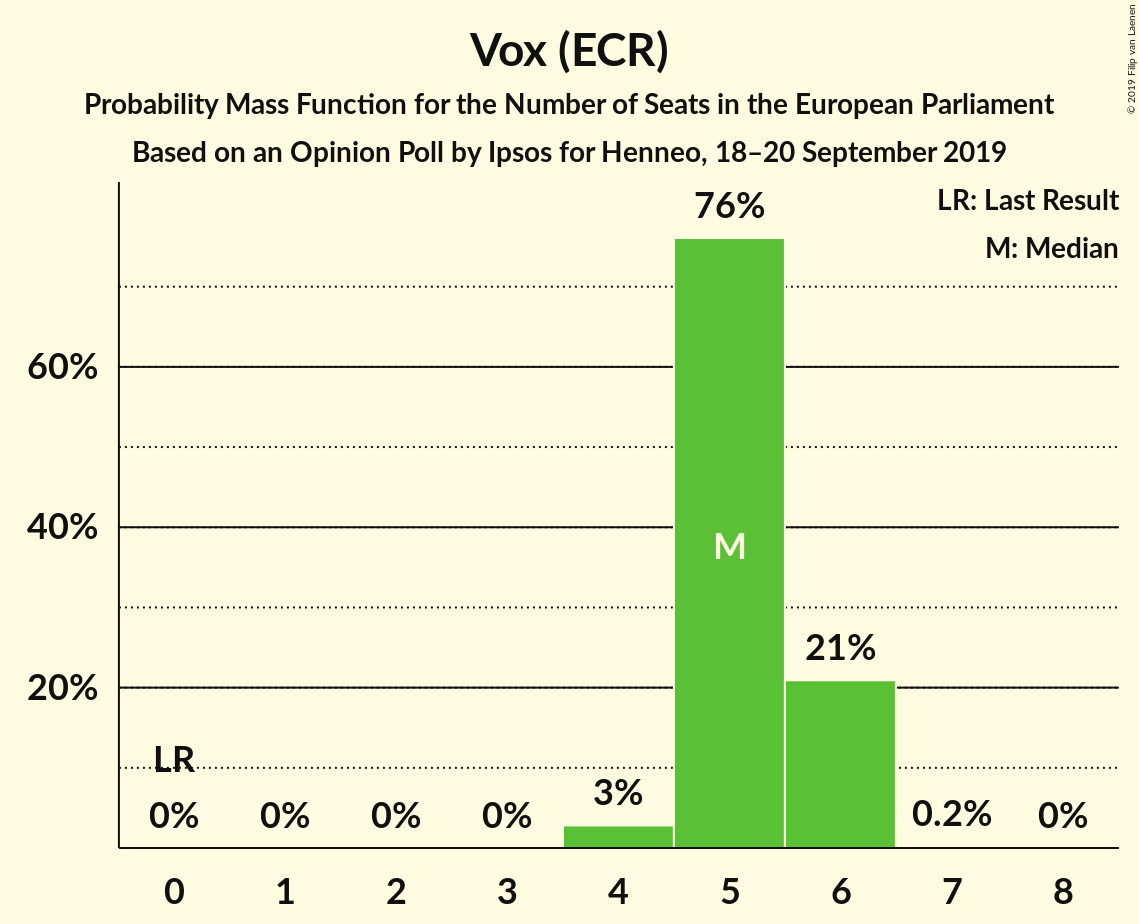 Vox (ECR)
Probability Mass Function for the Number of Seats in the European Parliament
Based on an Opinion Poll by Ipsos for Henneo, 18–20 September 2019
© 2019 Filip van Laenen
LR: Last Result
M: Median
76%
60%
40%
M
21%
20%
LR
3%
0%
0%
0%
0%
0.2%
0%
0
1
2
3
4
5
6
7
8